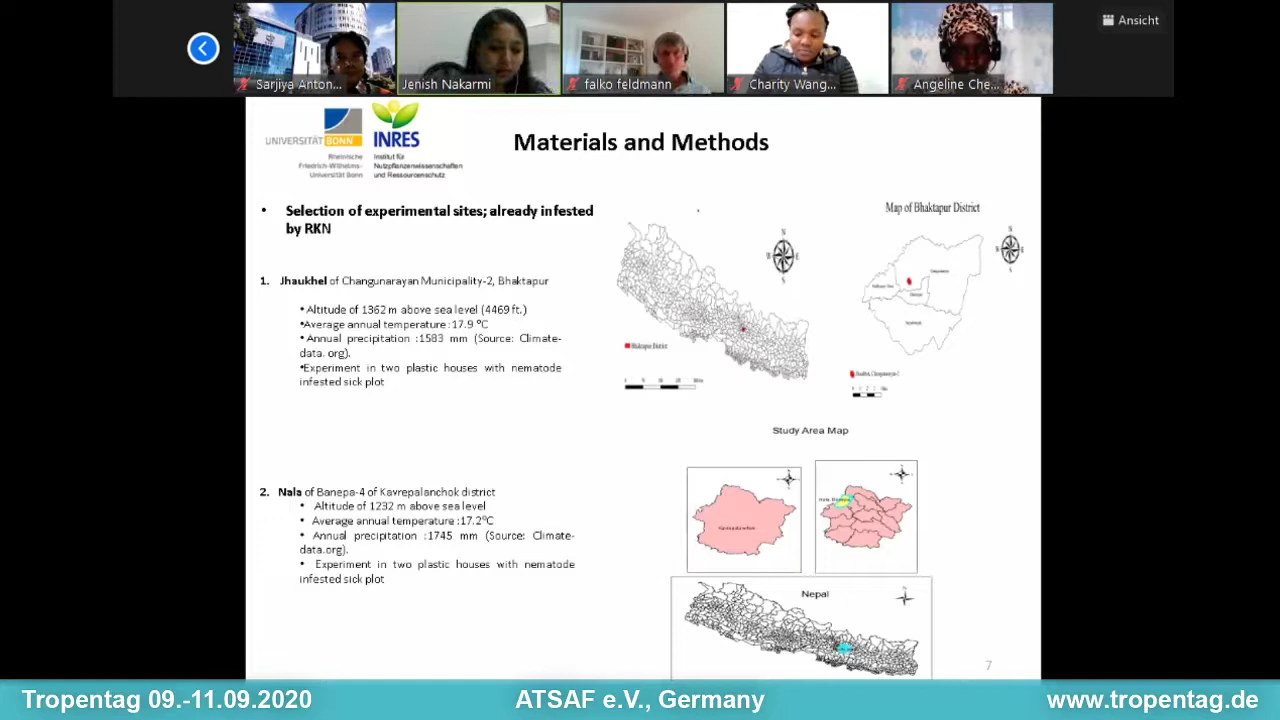 Ansicht
Sarjiya Anton...
Jenish Nakarmi
falko feldmann
Charity Wang...
Angeline Che...
UNIVERSITÄT BONN
INRES
Rheinische
Friedrich-Wilhelms-
Universität Bonn
Institut für
Nutzpflanzenwissenschaften
und Ressourcenschutz
Materials and Methods
• Selection of experimental sites; already infested
by RKN
1. Jhaukhel of Changunarayan Municipality-2, Bhaktapur
• Altitude of 1362 m above sea level (4469 ft.)
•Average annual temperature :17.9 °C
• Annual precipitation :1583 mm (Source: Climate-
data. org).
•Experiment in two plastic houses with nematode
infested sick plot
2. Nala of Banepa-4 of Kavrepalanchok district
• Altitude of 1232 m above sea level
• Average annual temperature :17.2°C
• Annual precipitation :1745 mm (Source: Climate-
data.org).
• Experiment in two plastic houses with nematode
infested sick plot
N
W E
S
Bhaktapur District
Map of Bhaktapur District
N
W E
S
Study Area Map
Nepal
7
Tropentag 09.-11.09.2020
ATSAF e.V., Germany
www.tropentag.de